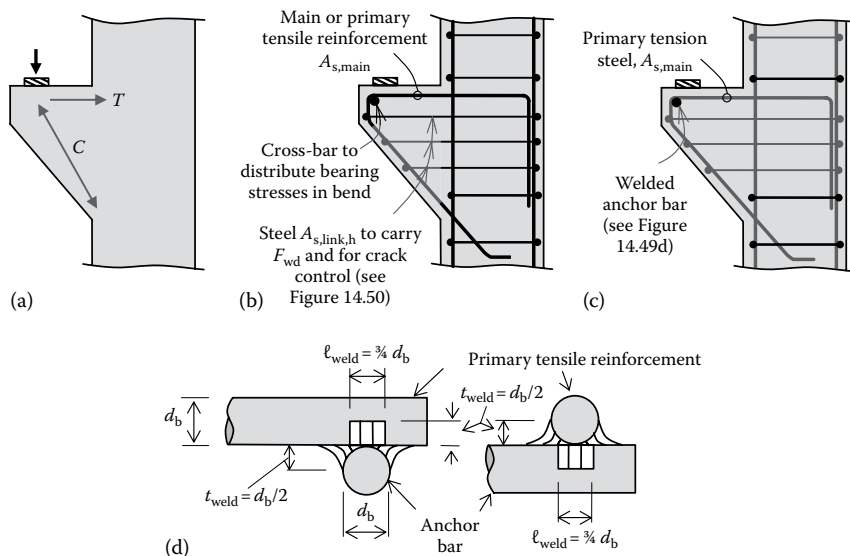 T
C
(a)
Main or primary
tensile reinforcement
A_s,main
Cross-bar to
distribute bearing
stresses in bend
Steel A_s,link,h to carry
F_wd and for crack
control (see
Figure 14.50)
(b)
Primary tension
steel, A_s,main
Welded
anchor bar
(see Figure
14.49d)
(c)
ℓ_weld = ¾ d_b
Primary tensile reinforcement
d_b
t_weld = d_b/2
t_weld = d_b/2
d_b
Anchor
bar
ℓ_weld = ¾ d_b
(d)